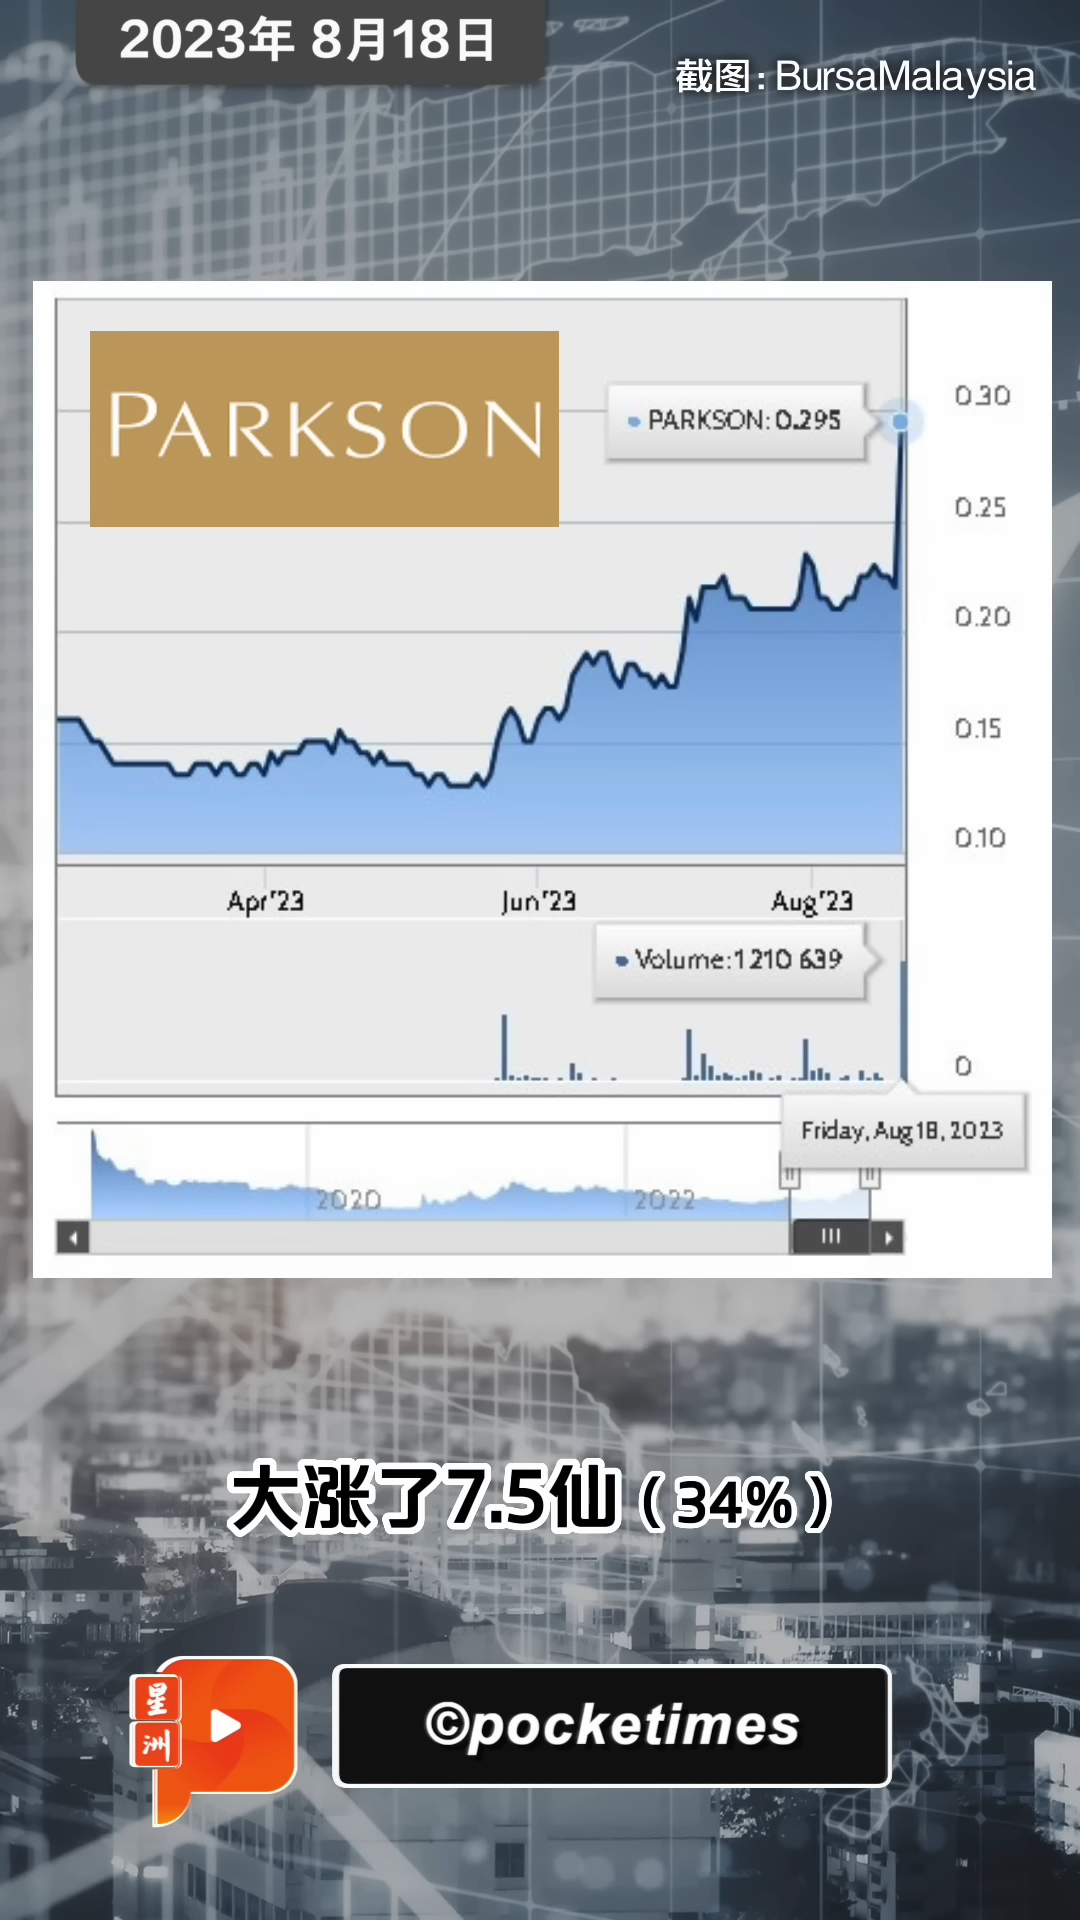 2023年 8月18日
截图：BursaMalaysia
PARKSON
PARKSON: 0.295
0.30
0.25
0.20
0.15
0.10
Apr '23
Jun '23
Aug '23
Volume: 1 210 639
0
Friday, Aug 18, 2023
2020
2022
大涨了7.5仙（34%）
星洲
©pocketimes